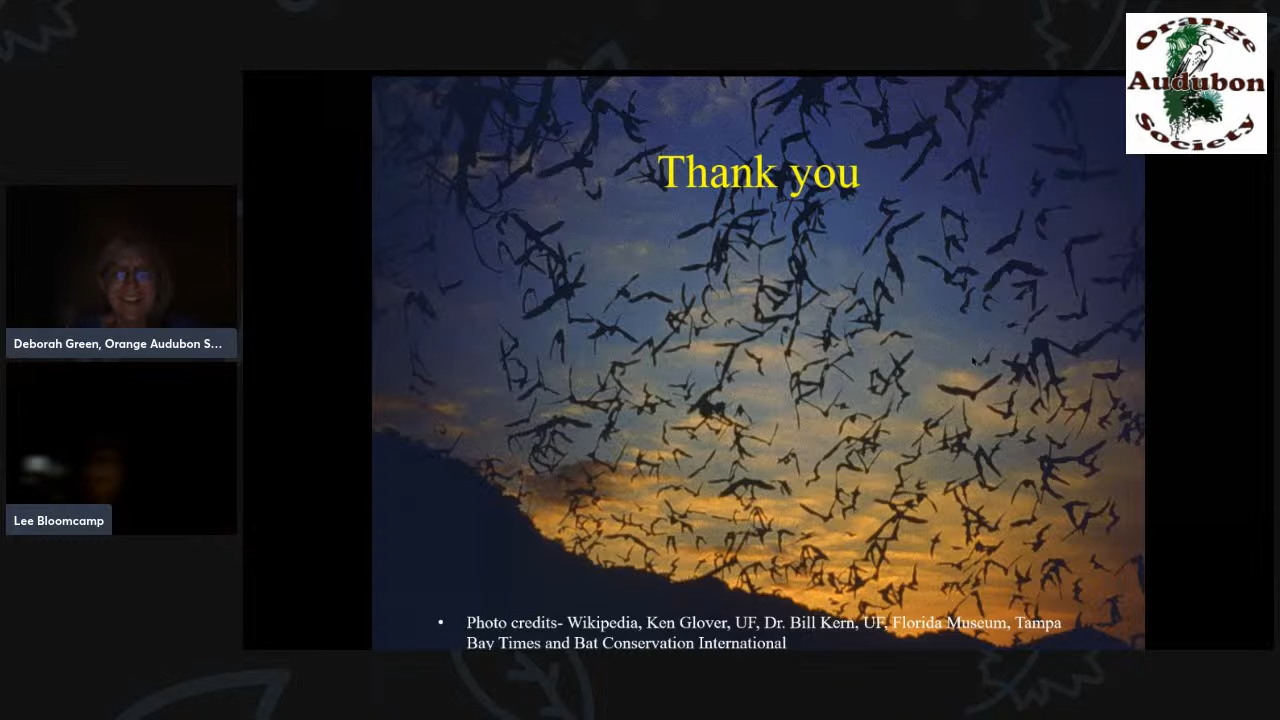 Orange
Audubon
Society
Thank you
Deborah Green, Orange Audubon S...
Lee Bloomcamp
• Photo credits- Wikipedia, Ken Glover, UF, Dr. Bill Kern, UF, Florida Museum, Tampa
Bay Times and Bat Conservation International